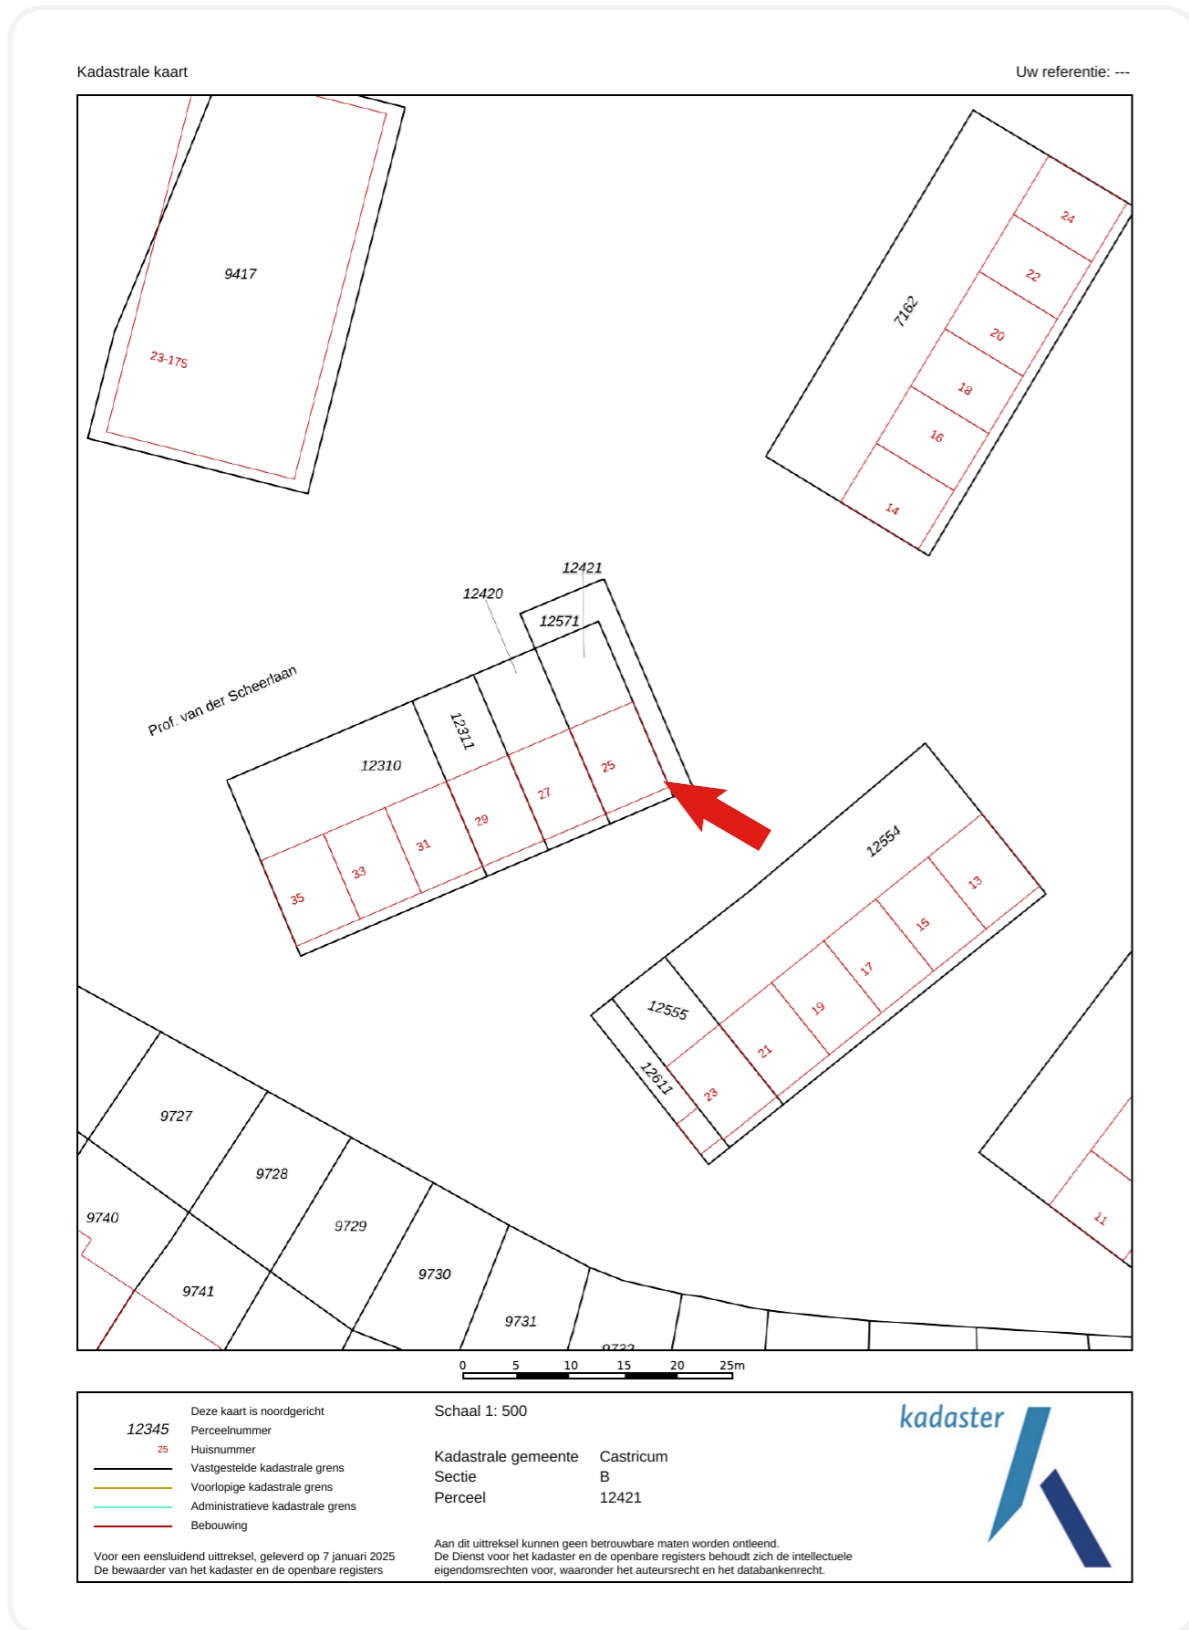 Kadastrale kaart
Uw referentie: ---
24
9417
22
7162
20
23-175
18
16
14
12421
12420
12571
Prof. van der Scheerlaan
12311
12310
25
27
29
31
33
35
12554
13
15
17
12555
19
21
12611
23
9727
9728
9740
9729
11
9730
9741
9731
9732
0 5 10 15 20 25m
Deze kaart is noordgericht
12345 Perceelnummer
25 Huisnummer
Vastgestelde kadastrale grens
Voorlopige kadastrale grens
Administratieve kadastrale grens
Bebouwing
Voor een eensluidend uittreksel, geleverd op 7 januari 2025
De bewaarder van het kadaster en de openbare registers
Schaal 1: 500
Kadastrale gemeente Castricum
Sectie B
Perceel 12421
Aan dit uittreksel kunnen geen betrouwbare maten worden ontleend.
De Dienst voor het kadaster en de openbare registers behoudt zich de intellectuele
eigendomsrechten voor, waaronder het auteursrecht en het databankenrecht.
kadaster